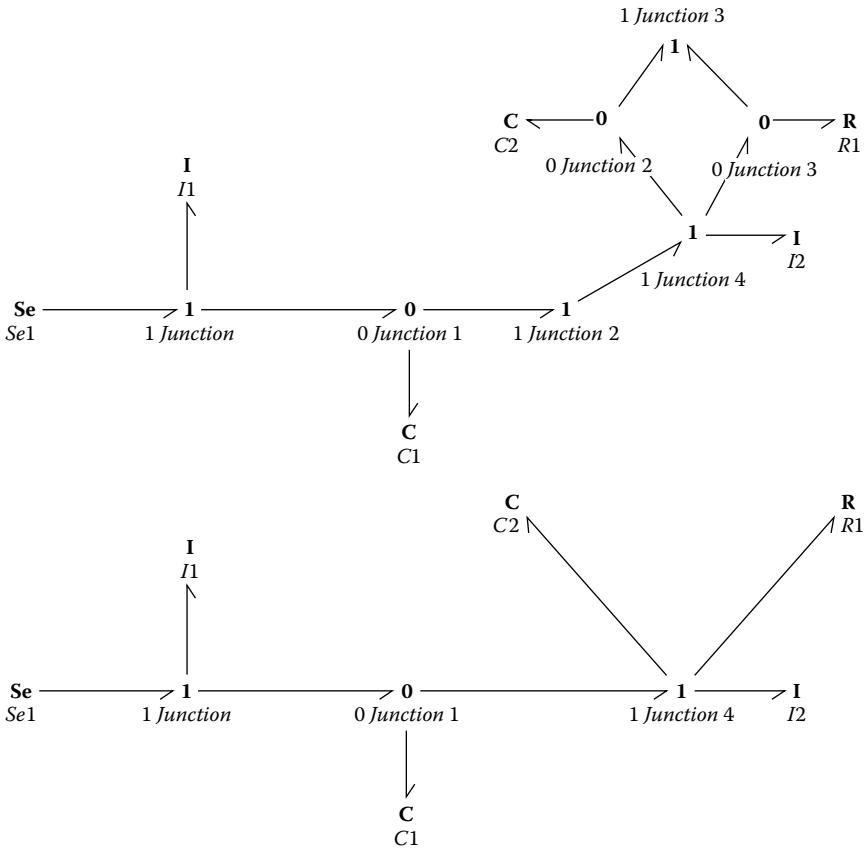 1 Junction 3
1
C
0
0
R
C2
R1
0 Junction 2
0 Junction 3
I
I1
1
I
I2
1 Junction 4
Se
1
0
1
Se1
1 Junction
0 Junction 1
1 Junction 2
C
C1
C
R
C2
R1
I
I1
Se
1
0
1
I
Se1
1 Junction
0 Junction 1
1 Junction 4
I2
C
C1